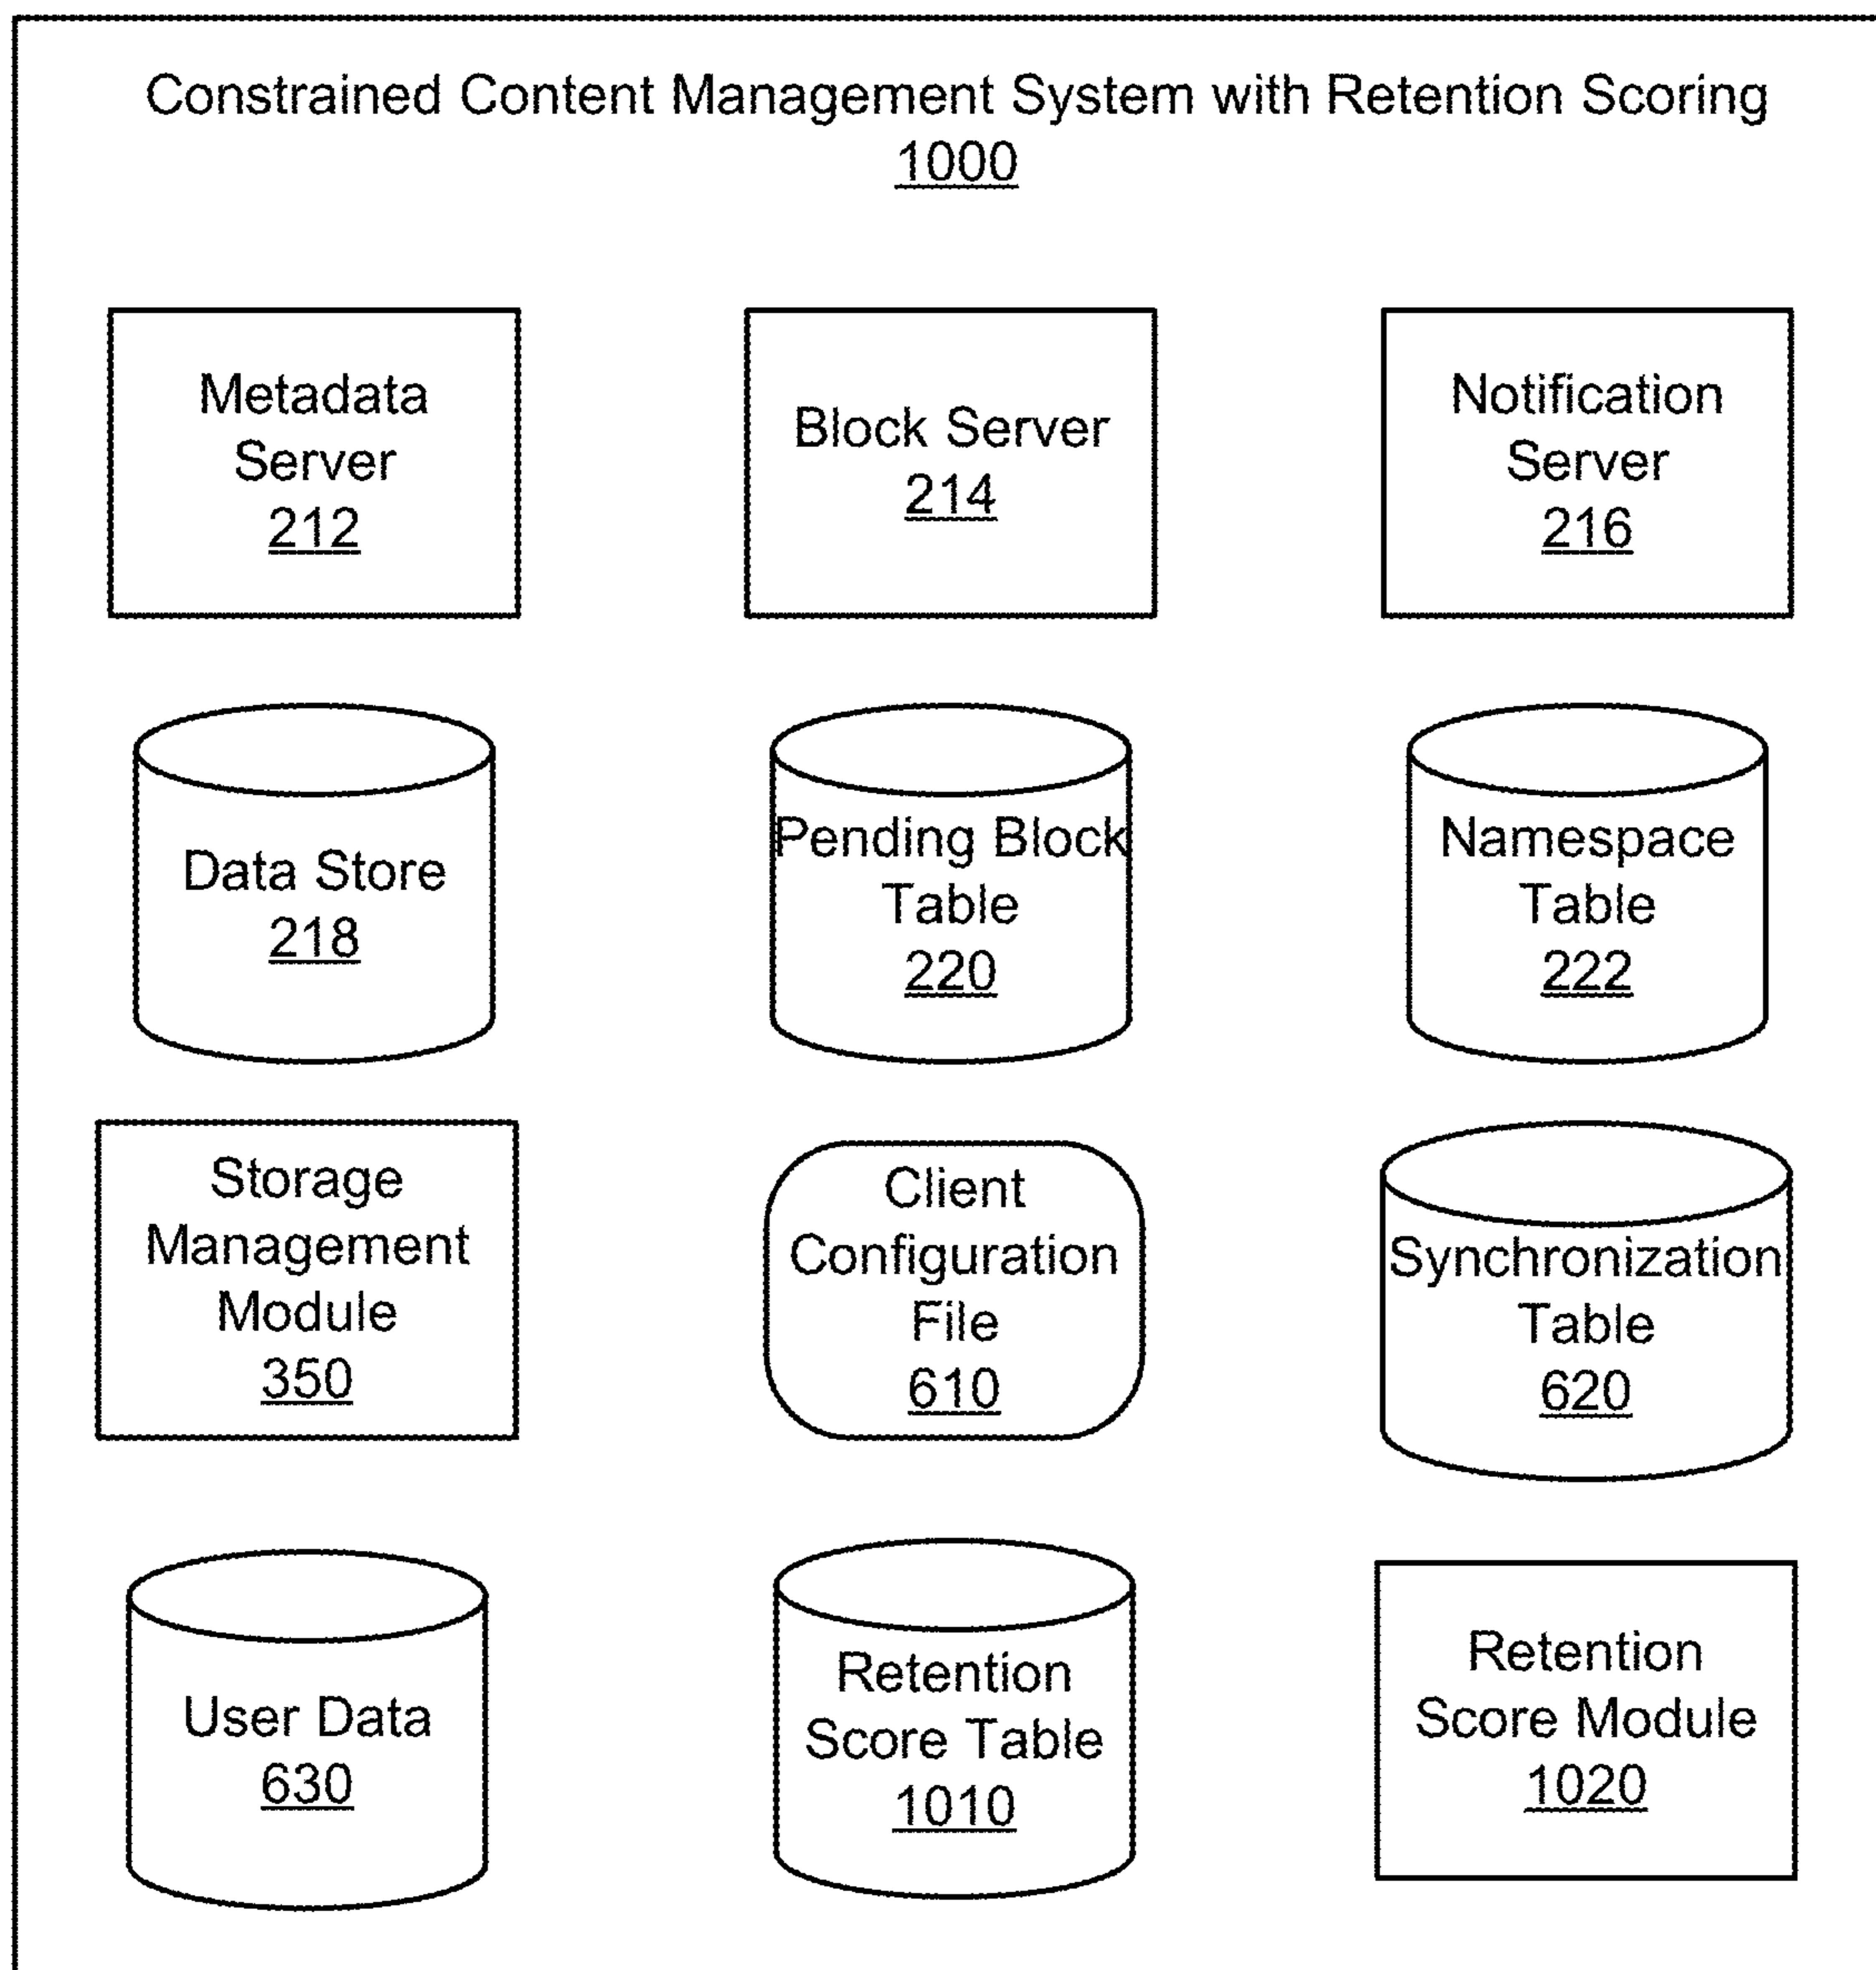 Constrained Content Management System with Retention Scoring
1000
Metadata
Server
212
Block Server
214
Notification
Server
216
Data Store
218
Pending Block
Table
220
Namespace
Table
222
Storage
Management
Module
350
Client
Configuration
File
610
Synchronization
Table
620
User Data
630
Retention
Score Table
1010
Retention
Score Module
1020